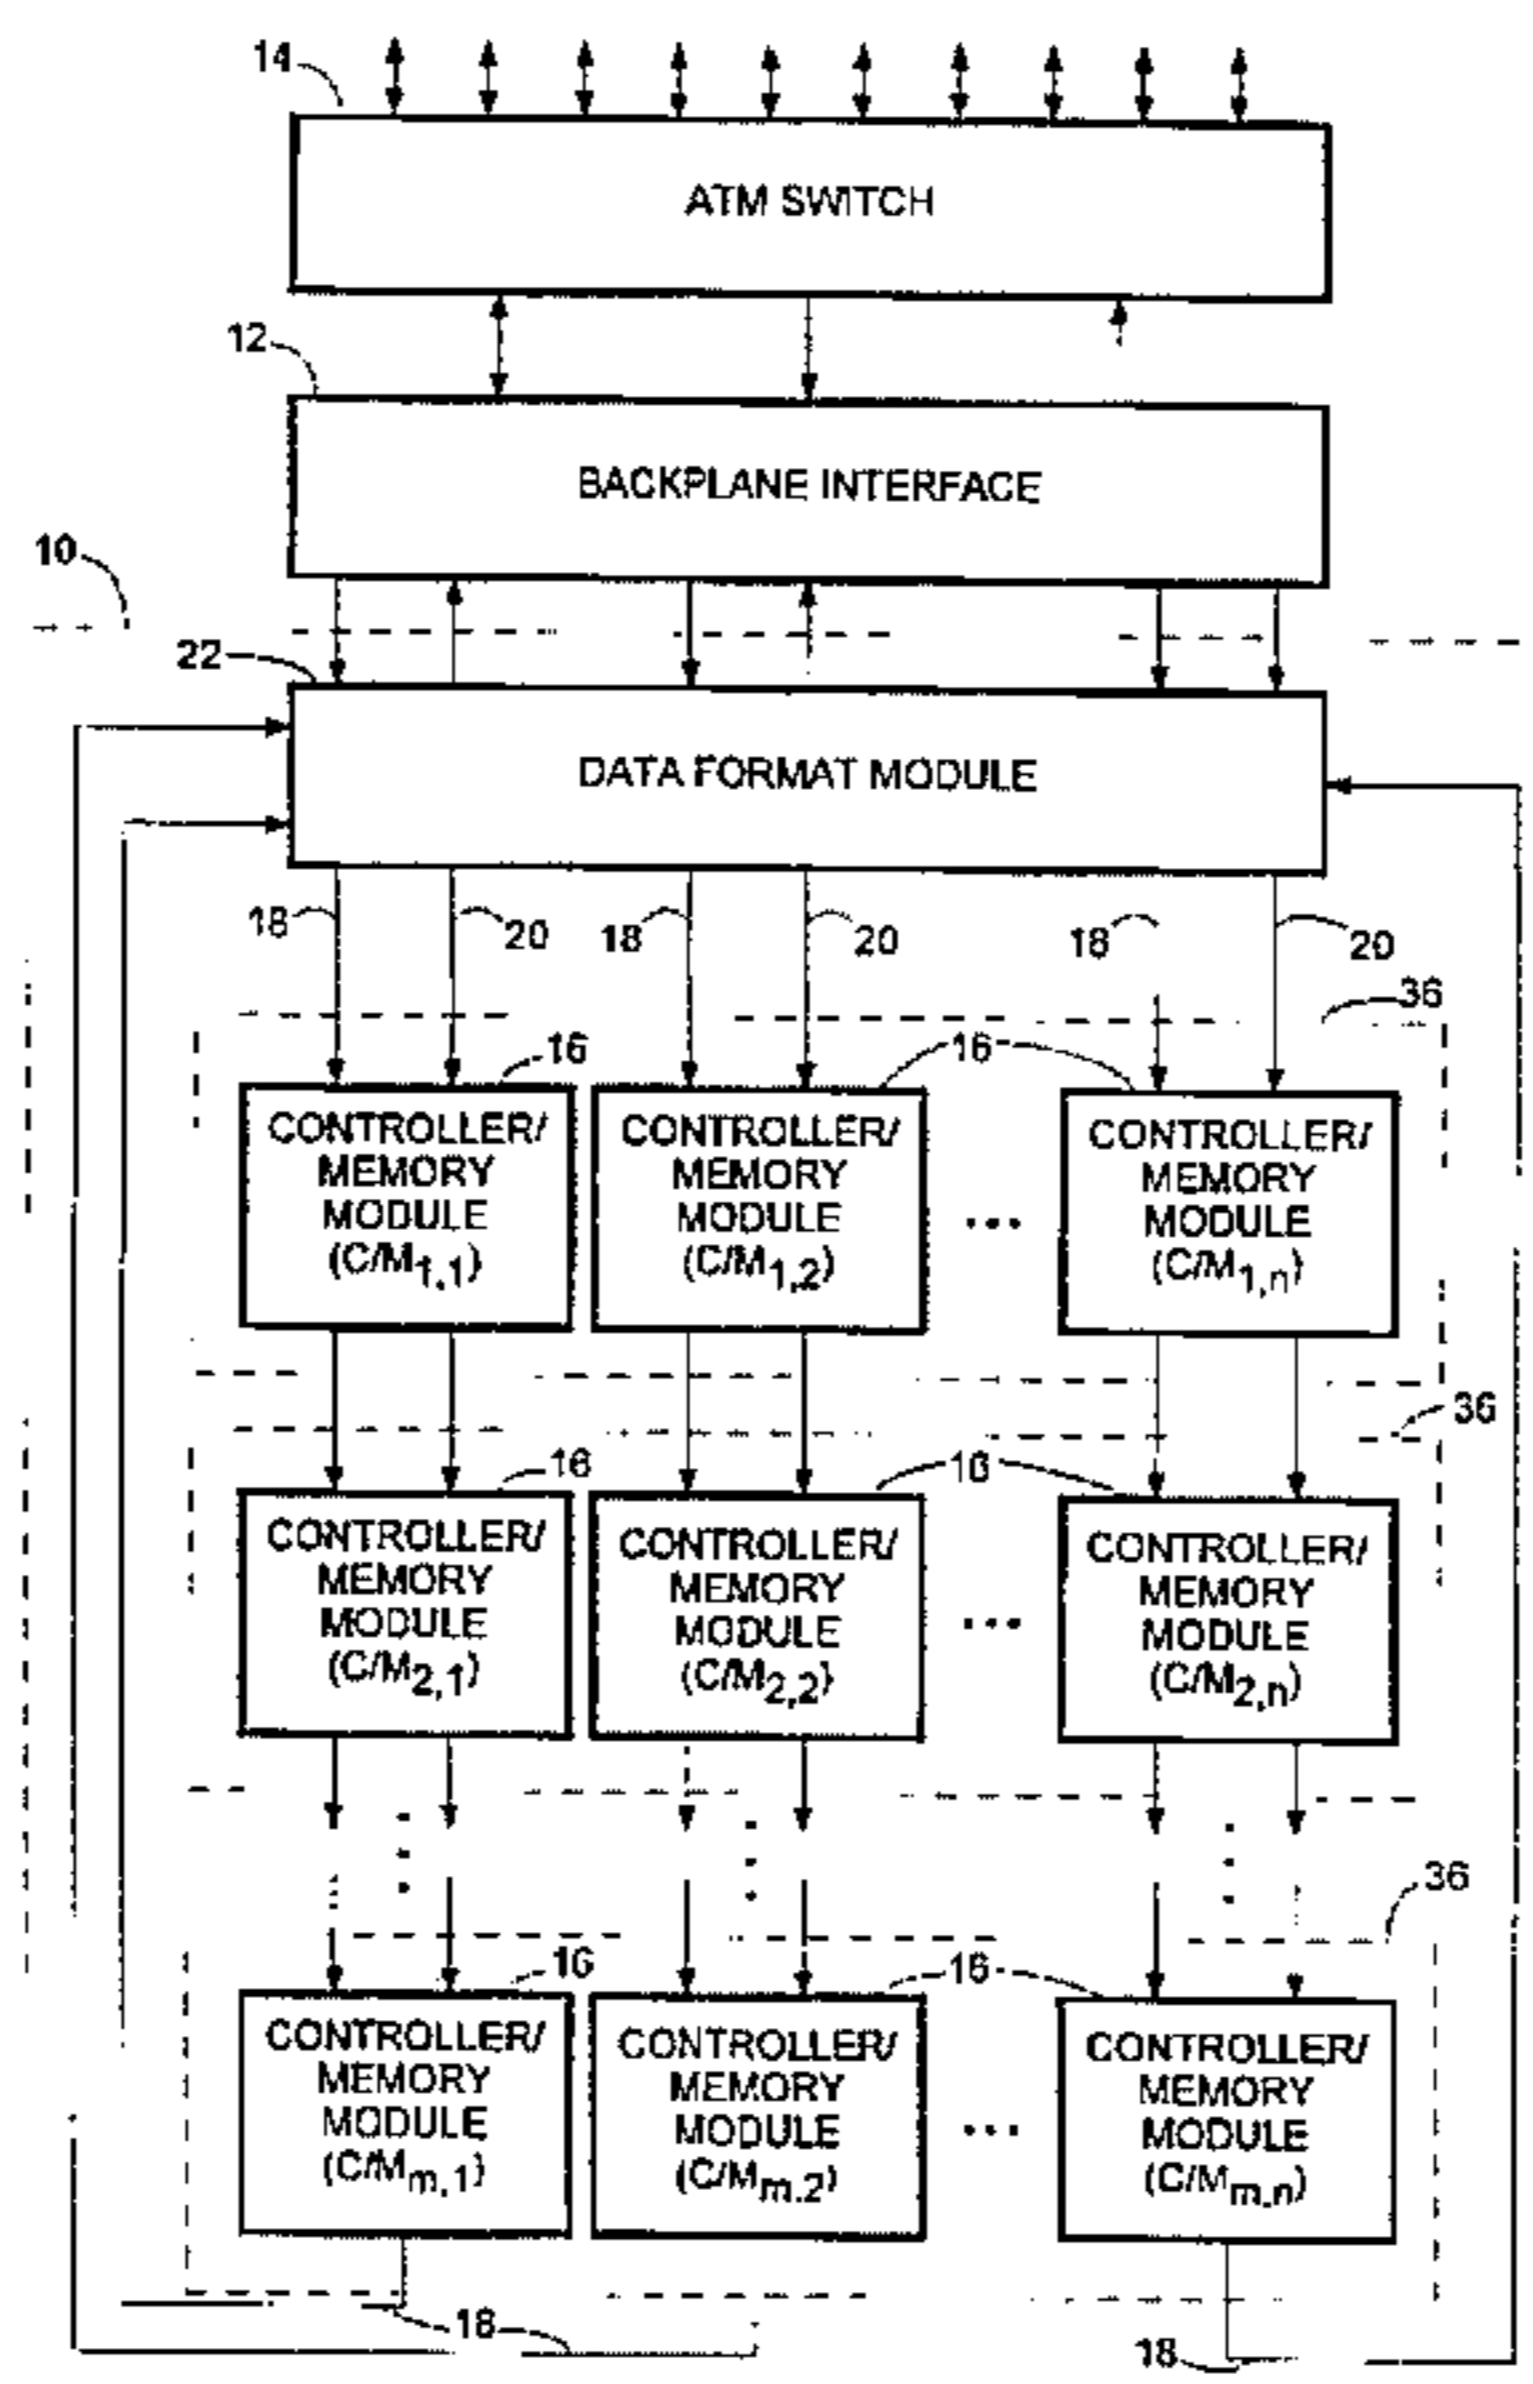 14
ATM SWITCH
12
BACKPLANE INTERFACE
10
22
DATA FORMAT MODULE
18 20 18 20 18 20
36
16 16
CONTROLLER/
MEMORY
MODULE
(C/M1,1)
CONTROLLER/
MEMORY
MODULE
(C/M1,2)
...
CONTROLLER/
MEMORY
MODULE
(C/M1,n)
36
16 16
CONTROLLER/
MEMORY
MODULE
(C/M2,1)
CONTROLLER/
MEMORY
MODULE
(C/M2,2)
...
CONTROLLER/
MEMORY
MODULE
(C/M2,n)
36
16 16
CONTROLLER/
MEMORY
MODULE
(C/Mm,1)
CONTROLLER/
MEMORY
MODULE
(C/Mm.2)
...
CONTROLLER/
MEMORY
MODULE
(C/Mm.n)
18
18